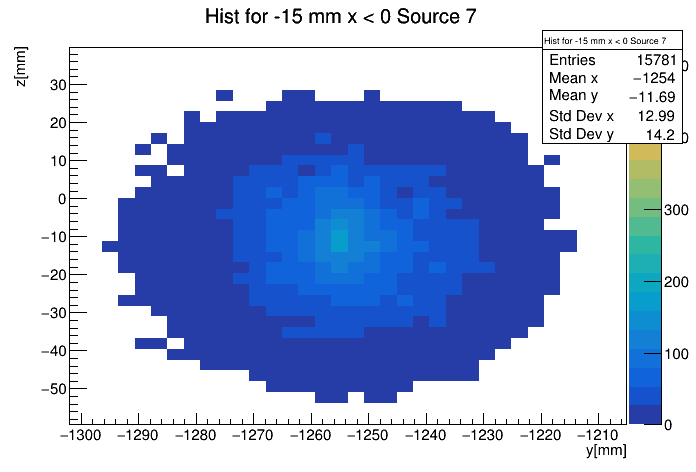 Hist for -15 mm x < 0 Source 7
z[mm]
Hist for -15 mm x < 0 Source 7
Entries 15781
Mean x −1254
Mean y −11.69
Std Dev x 12.99
Std Dev y 14.2
30
20
10
0
−10
−20
−30
−40
−50
0
0
300
200
100
0
−1300 −1290 −1280 −1270 −1260 −1250 −1240 −1230 −1220 −1210
y[mm]